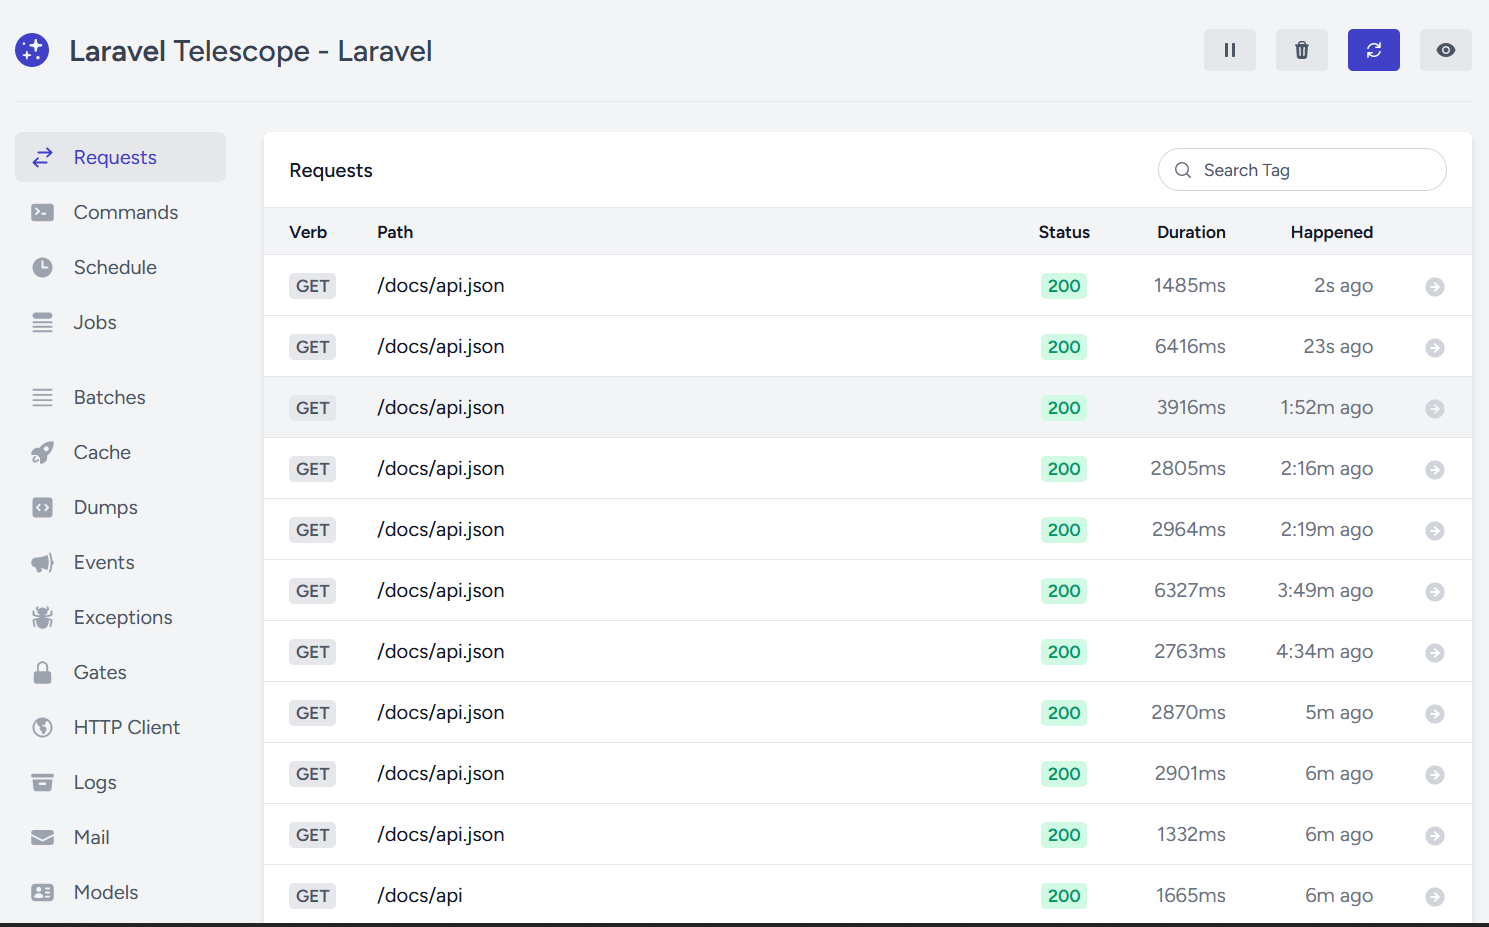 Laravel Telescope - Laravel
Requests
Commands
Schedule
Jobs
Batches
Cache
Dumps
Events
Exceptions
Gates
HTTP Client
Logs
Mail
Models
Requests
Search Tag
Verb Path Status Duration Happened
GET /docs/api.json 200 1485ms 2s ago
GET /docs/api.json 200 6416ms 23s ago
GET /docs/api.json 200 3916ms 1:52m ago
GET /docs/api.json 200 2805ms 2:16m ago
GET /docs/api.json 200 2964ms 2:19m ago
GET /docs/api.json 200 6327ms 3:49m ago
GET /docs/api.json 200 2763ms 4:34m ago
GET /docs/api.json 200 2870ms 5m ago
GET /docs/api.json 200 2901ms 6m ago
GET /docs/api.json 200 1332ms 6m ago
GET /docs/api 200 1665ms 6m ago